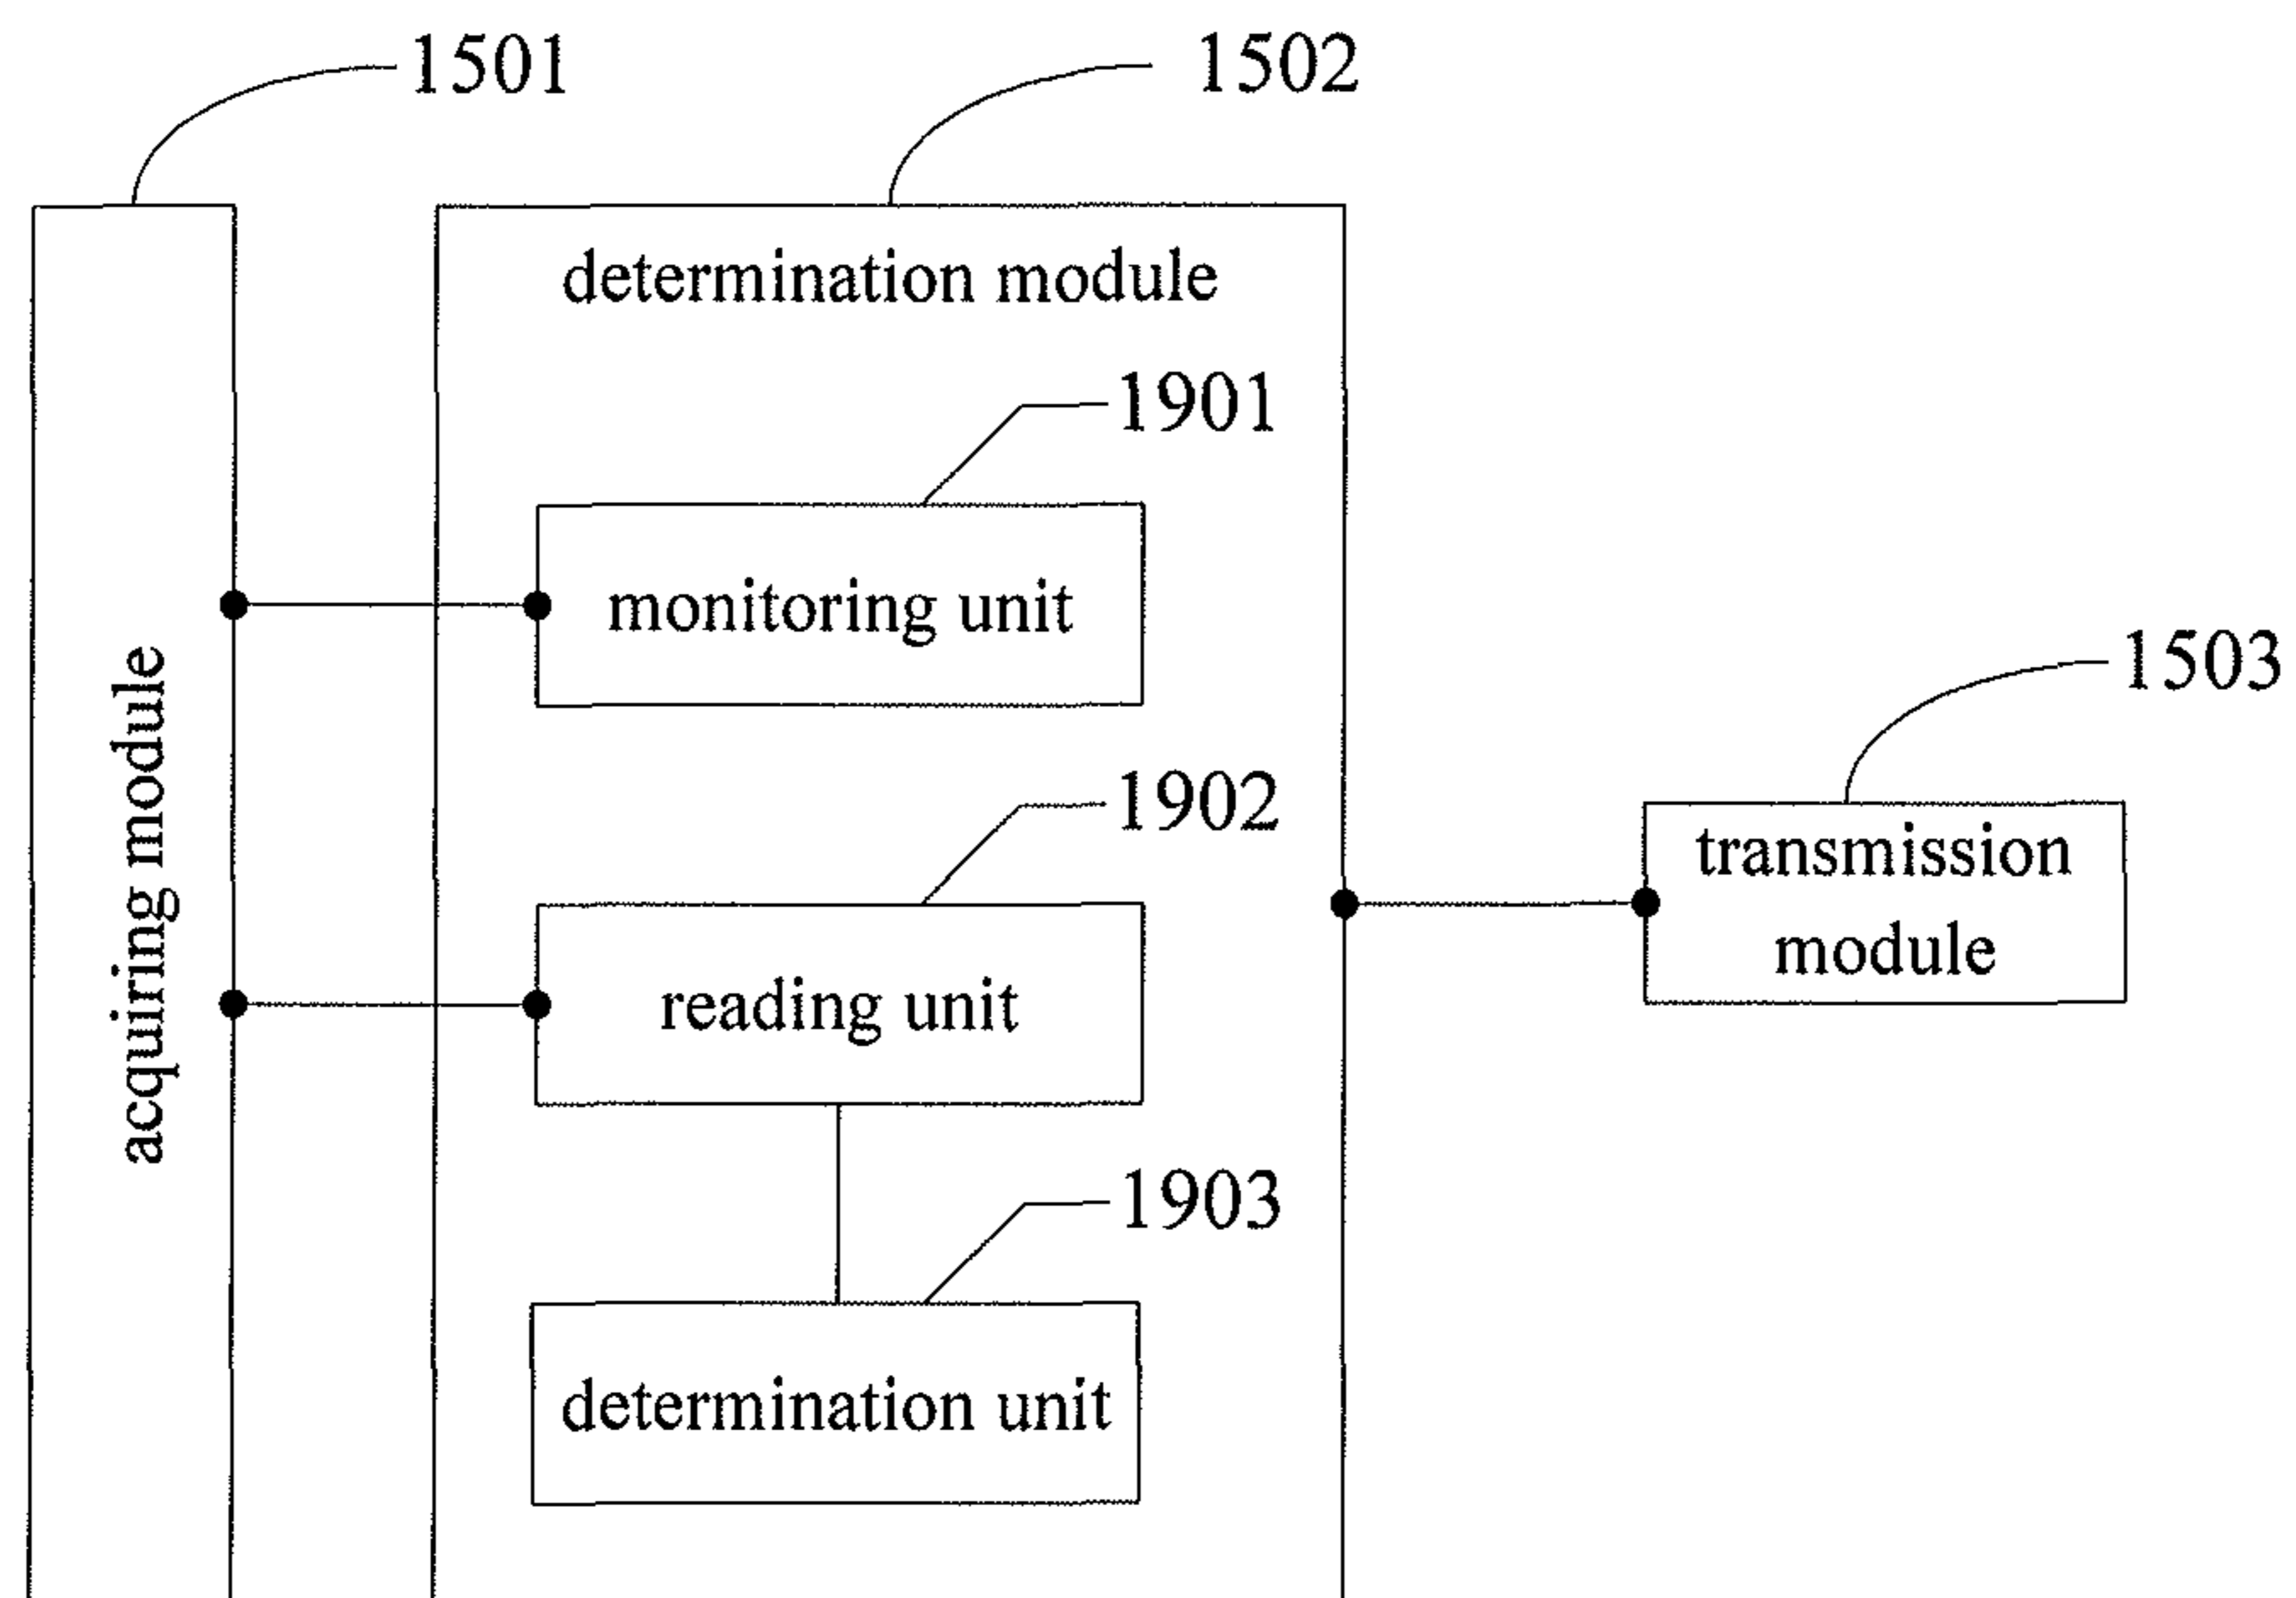 1501
1502
determination module
1901
monitoring unit
1503
acquiring module
1902
transmission
module
reading unit
1903
determination unit